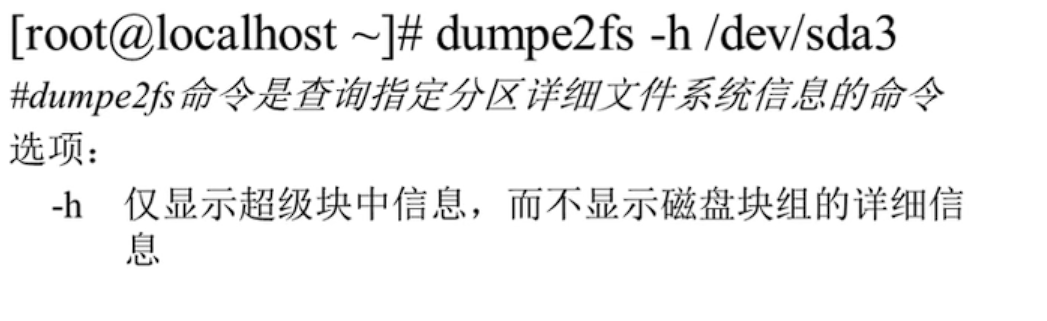 [root@localhost ~]# dumpe2fs -h /dev/sda3
#dumpe2fs命令是查询指定分区详细文件系统信息的命令
选项：
-h 仅显示超级块中信息，而不显示磁盘块组的详细信
息